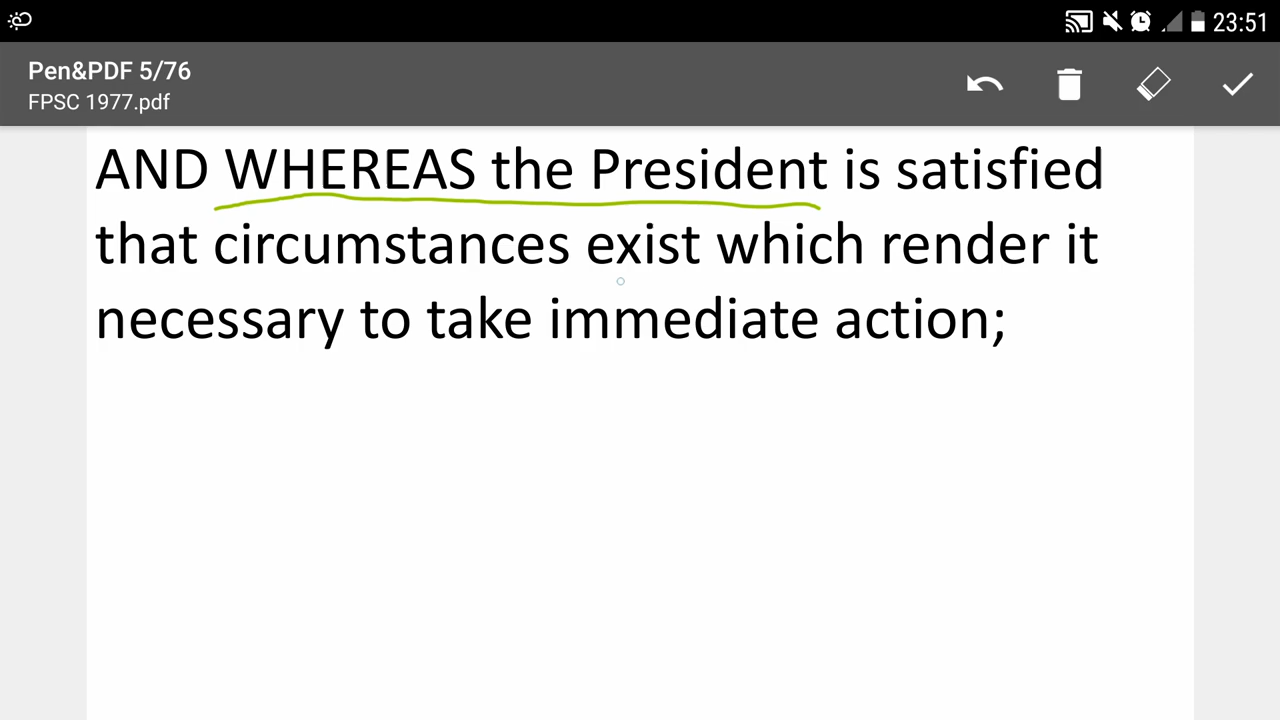 23:51
Pen&PDF 5/76
FPSC 1977.pdf
AND WHEREAS the President is satisfied
that circumstances exist which render it
necessary to take immediate action;